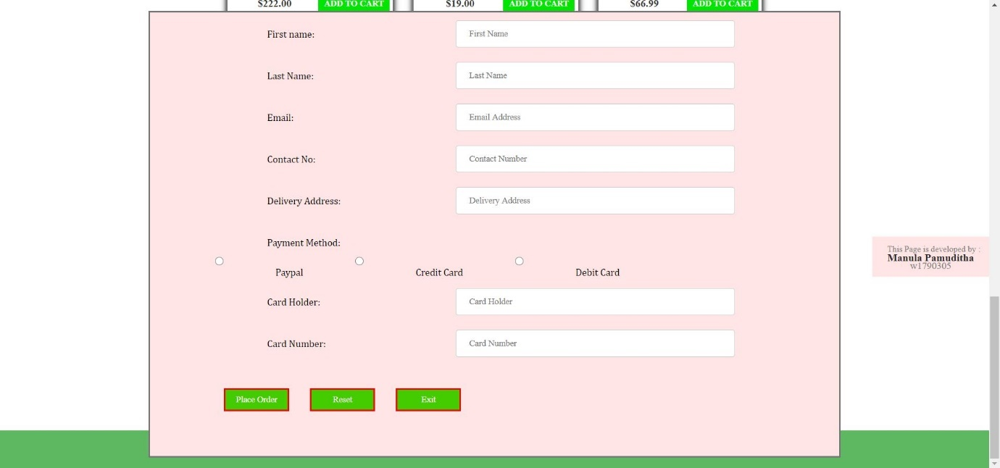 $222.00 ADD TO CART $19.00 ADD TO CART $66.99 ADD TO CART
First name: First Name
Last Name: Last Name
Email: Email Address
Contact No: Contact Number
Delivery Address: Delivery Address
Payment Method:
Paypal Credit Card Debit Card
Card Holder: Card Holder
Card Number: Card Number
Place Order Reset Exit
This Page is developed by :
Manula Pamuditha
w1790305